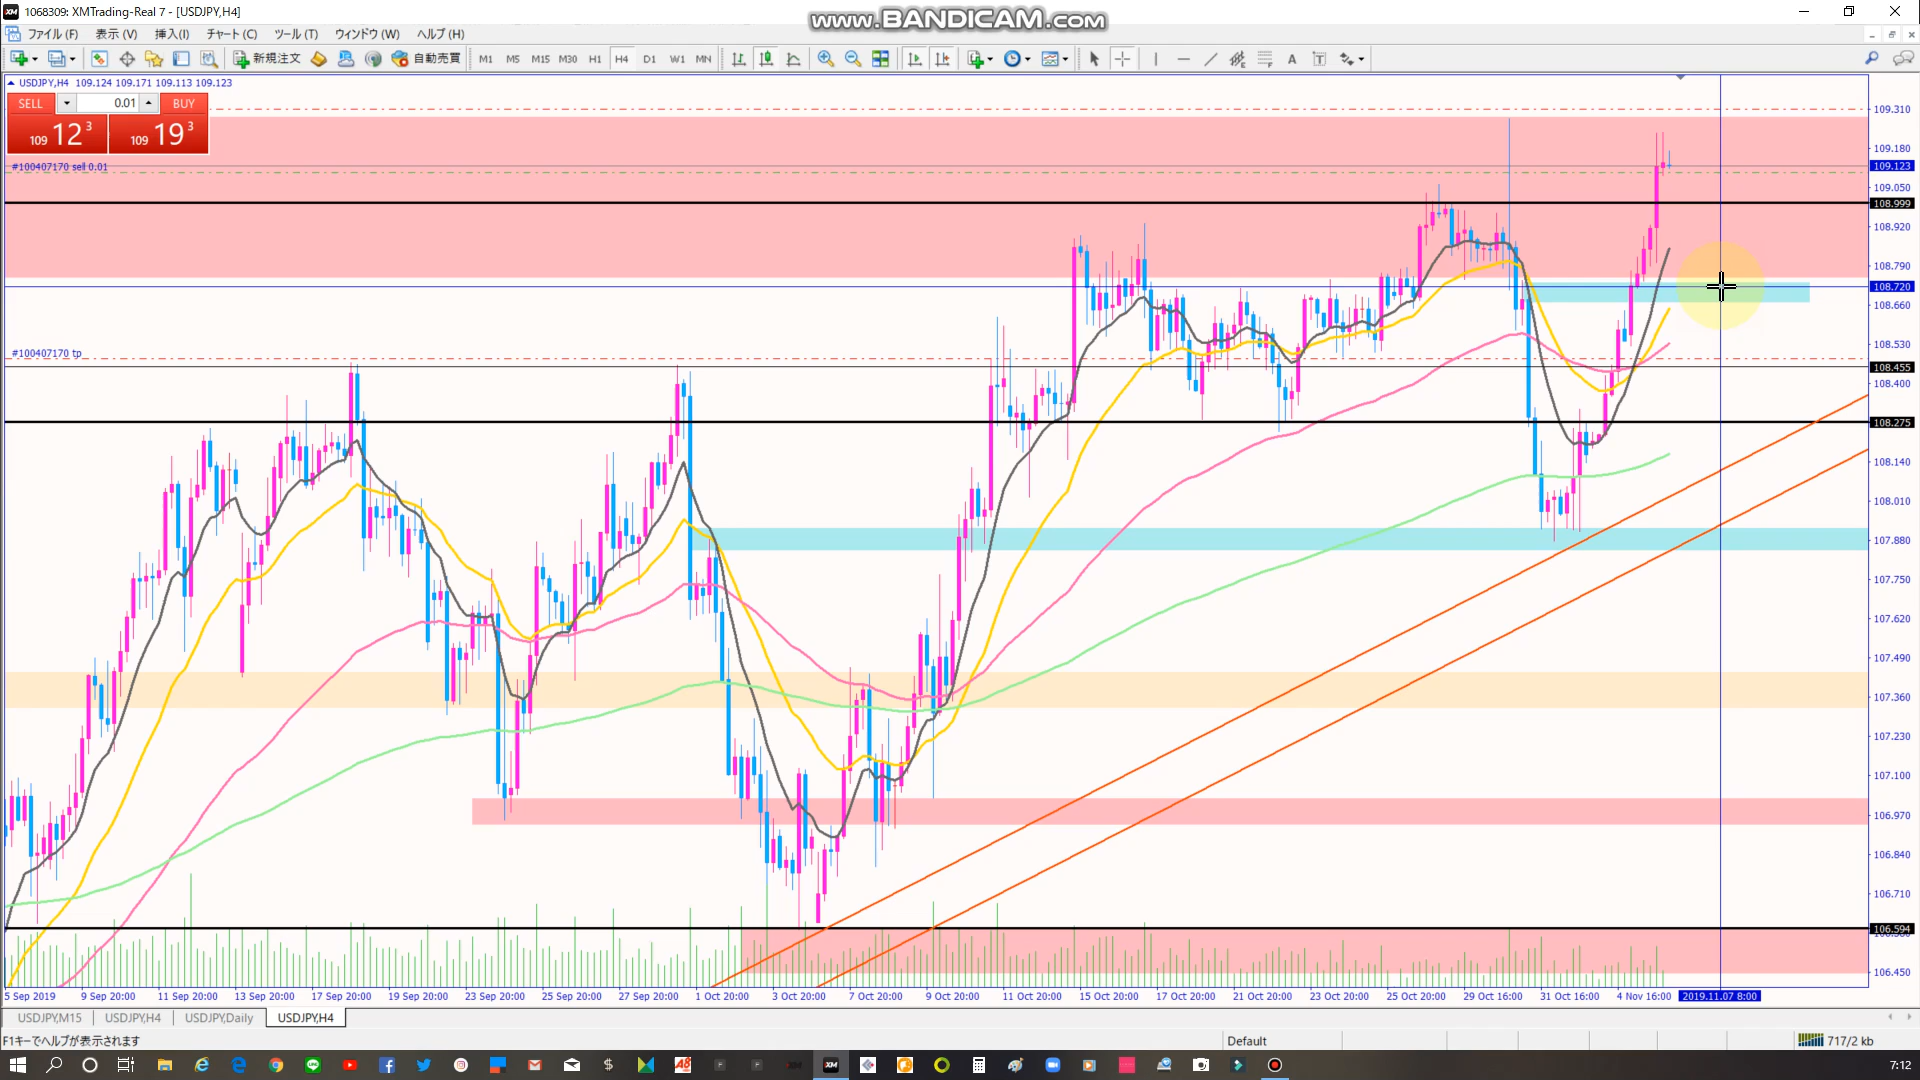 1068309: XMTrading-Real 7 - [USDJPY,H4]
www.BANDICAM.com
ファイル (F) 表示 (V) 挿入(I) チャート (C) ツール (T) ウィンドウ (W) ヘルプ (H)
新規注文 自動売買 M1 M5 M15 M30 H1 H4 D1 W1 MN
USDJPY,H4 109.124 109.171 109.113 109.123
SELL 0.01 BUY
109 12 3 109 19 3
#100407170 sell 0.01
#100407170 tp
109.310
109.180
109.123
109.050
108.999
108.920
108.790
108.720
108.660
108.530
108.455
108.400
108.275
108.140
108.010
107.880
107.750
107.620
107.490
107.360
107.230
107.100
106.970
106.840
106.710
106.594
106.450
5 Sep 2019 9 Sep 20:00 11 Sep 20:00 13 Sep 20:00 17 Sep 20:00 19 Sep 20:00 23 Sep 20:00 25 Sep 20:00 27 Sep 20:00 1 Oct 20:00 3 Oct 20:00 7 Oct 20:00 9 Oct 20:00 11 Oct 20:00 15 Oct 20:00 17 Oct 20:00 21 Oct 20:00 23 Oct 20:00 25 Oct 20:00 29 Oct 16:00 31 Oct 16:00 4 Nov 16:00 2019.11.07 8:00
USDJPY,M15 USDJPY,H4 USDJPY,Daily USDJPY,H4
F1キーでヘルプが表示されます Default 717/2 kb
7:12